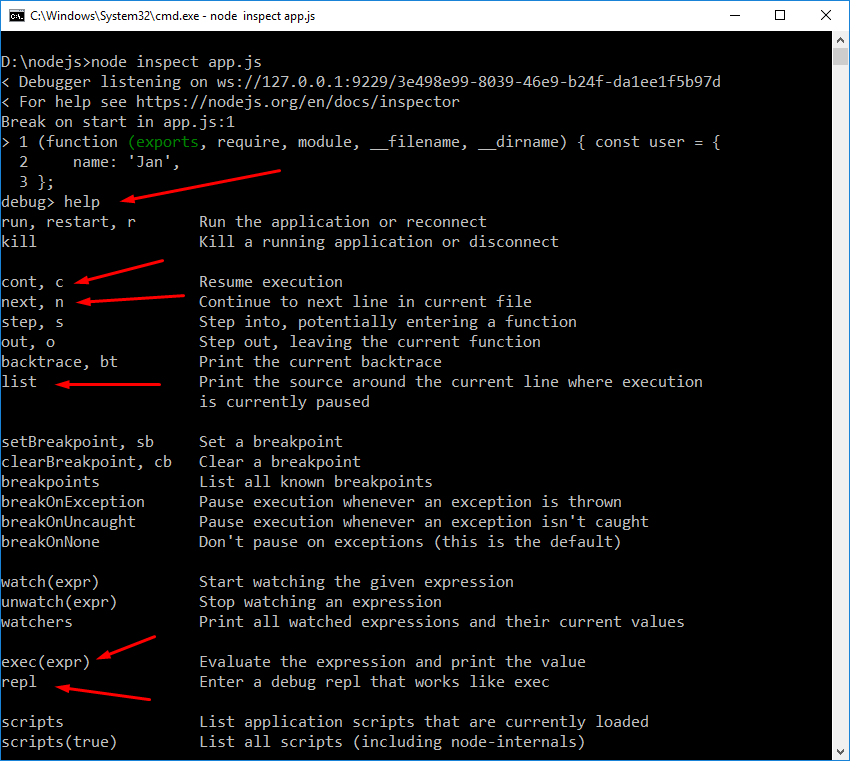 C:\Windows\System32\cmd.exe - node  inspect app.js
D:\nodejs>node inspect app.js
< Debugger listening on ws://127.0.0.1:9229/3e498e99-8039-46e9-b24f-da1ee1f5b97d
< For help see https://nodejs.org/en/docs/inspector
Break on start in app.js:1
> 1 (function (exports, require, module, __filename, __dirname) { const user = {
  2     name: 'Jan',
  3 };
debug> help
run, restart, r       Run the application or reconnect
kill                  Kill a running application or disconnect
cont, c               Resume execution
next, n               Continue to next line in current file
step, s               Step into, potentially entering a function
out, o                Step out, leaving the current function
backtrace, bt         Print the current backtrace
list                  Print the source around the current line where execution
                      is currently paused
setBreakpoint, sb     Set a breakpoint
clearBreakpoint, cb   Clear a breakpoint
breakpoints           List all known breakpoints
breakOnException      Pause execution whenever an exception is thrown
breakOnUncaught       Pause execution whenever an exception isn't caught
breakOnNone           Don't pause on exceptions (this is the default)
watch(expr)           Start watching the given expression
unwatch(expr)         Stop watching an expression
watchers              Print all watched expressions and their current values
exec(expr)            Evaluate the expression and print the value
repl                  Enter a debug repl that works like exec
scripts               List application scripts that are currently loaded
scripts(true)         List all scripts (including node-internals)